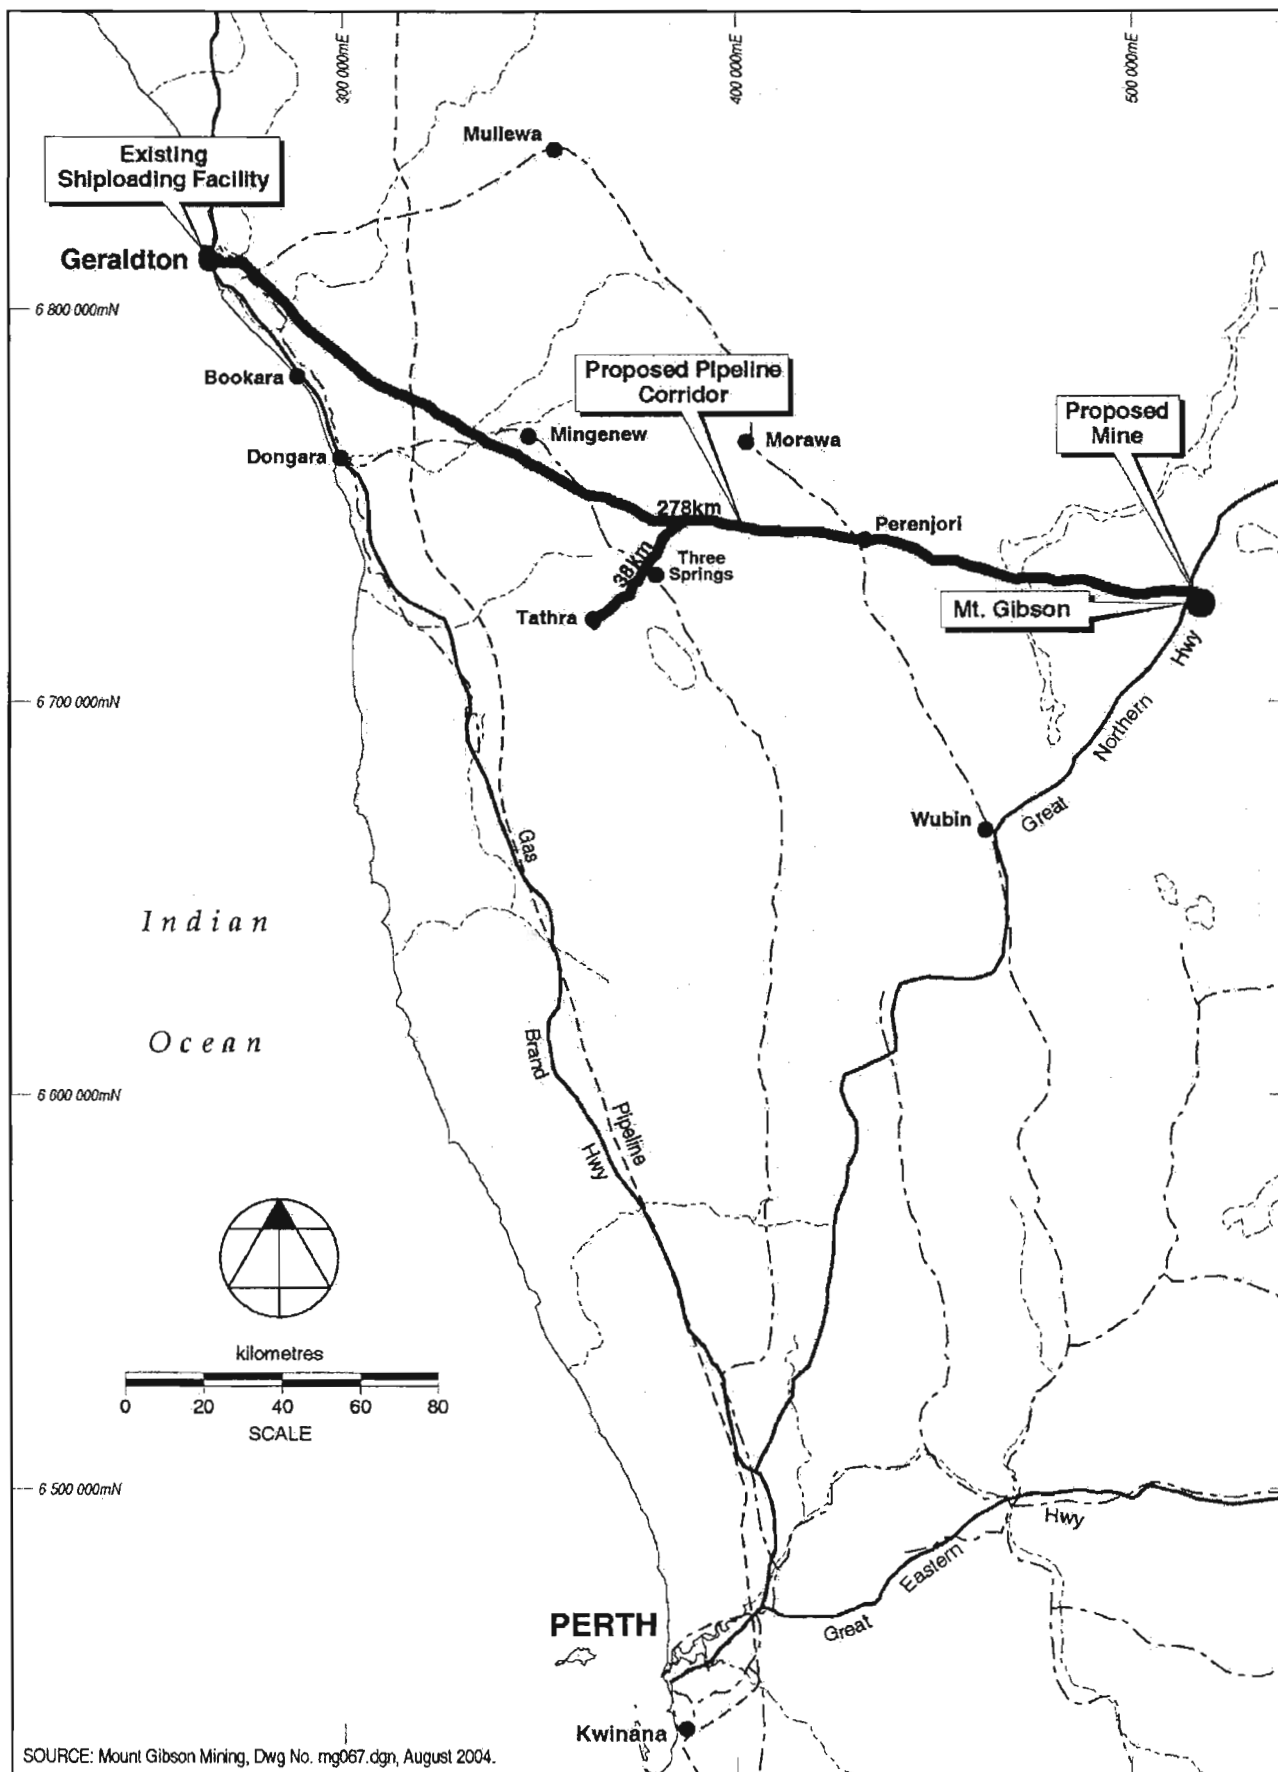 300 000mE
400 000mE
500 000mE
Mullewa
Existing
Shiploading Facility
Geraldton
6 800 000mN
Bookara
Proposed Pipeline
Corridor
Proposed
Mine
Mingenew
Morawa
Dongara
278km
Perenjori
38km
Three
Springs
Tathra
Mt. Gibson
Hwy
Northern
Great
6 700 000mN
Wubin
Gas
Indian
Ocean
Brand
Hwy
Pipeline
6 600 000mN
kilometres
0 20 40 60 80
SCALE
6 500 000mN
Hwy
Eastern
Great
PERTH
Kwinana
SOURCE: Mount Gibson Mining, Dwg No. mg067.dgn, August 2004.